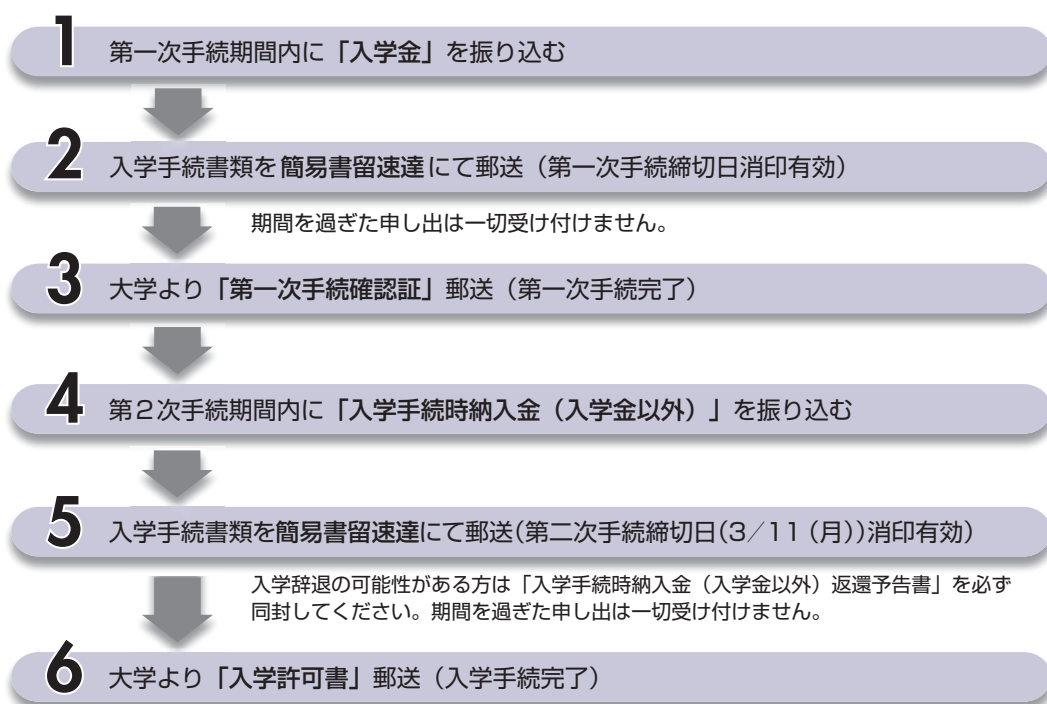 1 第一次手続期間内に「入学金」を振り込む
2 入学手続書類を簡易書留速達にて郵送（第一次手続締切日消印有効）
期間を過ぎた申し出は一切受け付けません。
3 大学より「第一次手続確認証」郵送（第一次手続完了）
4 第２次手続期間内に「入学手続時納入金（入学金以外）」を振り込む
5 入学手続書類を簡易書留速達にて郵送(第二次手続締切日(3／11（月))消印有効）
入学辞退の可能性がある方は「入学手続時納入金（入学金以外）返還予告書」を必ず
同封してください。期間を過ぎた申し出は一切受け付けません。
6 大学より「入学許可書」郵送（入学手続完了）